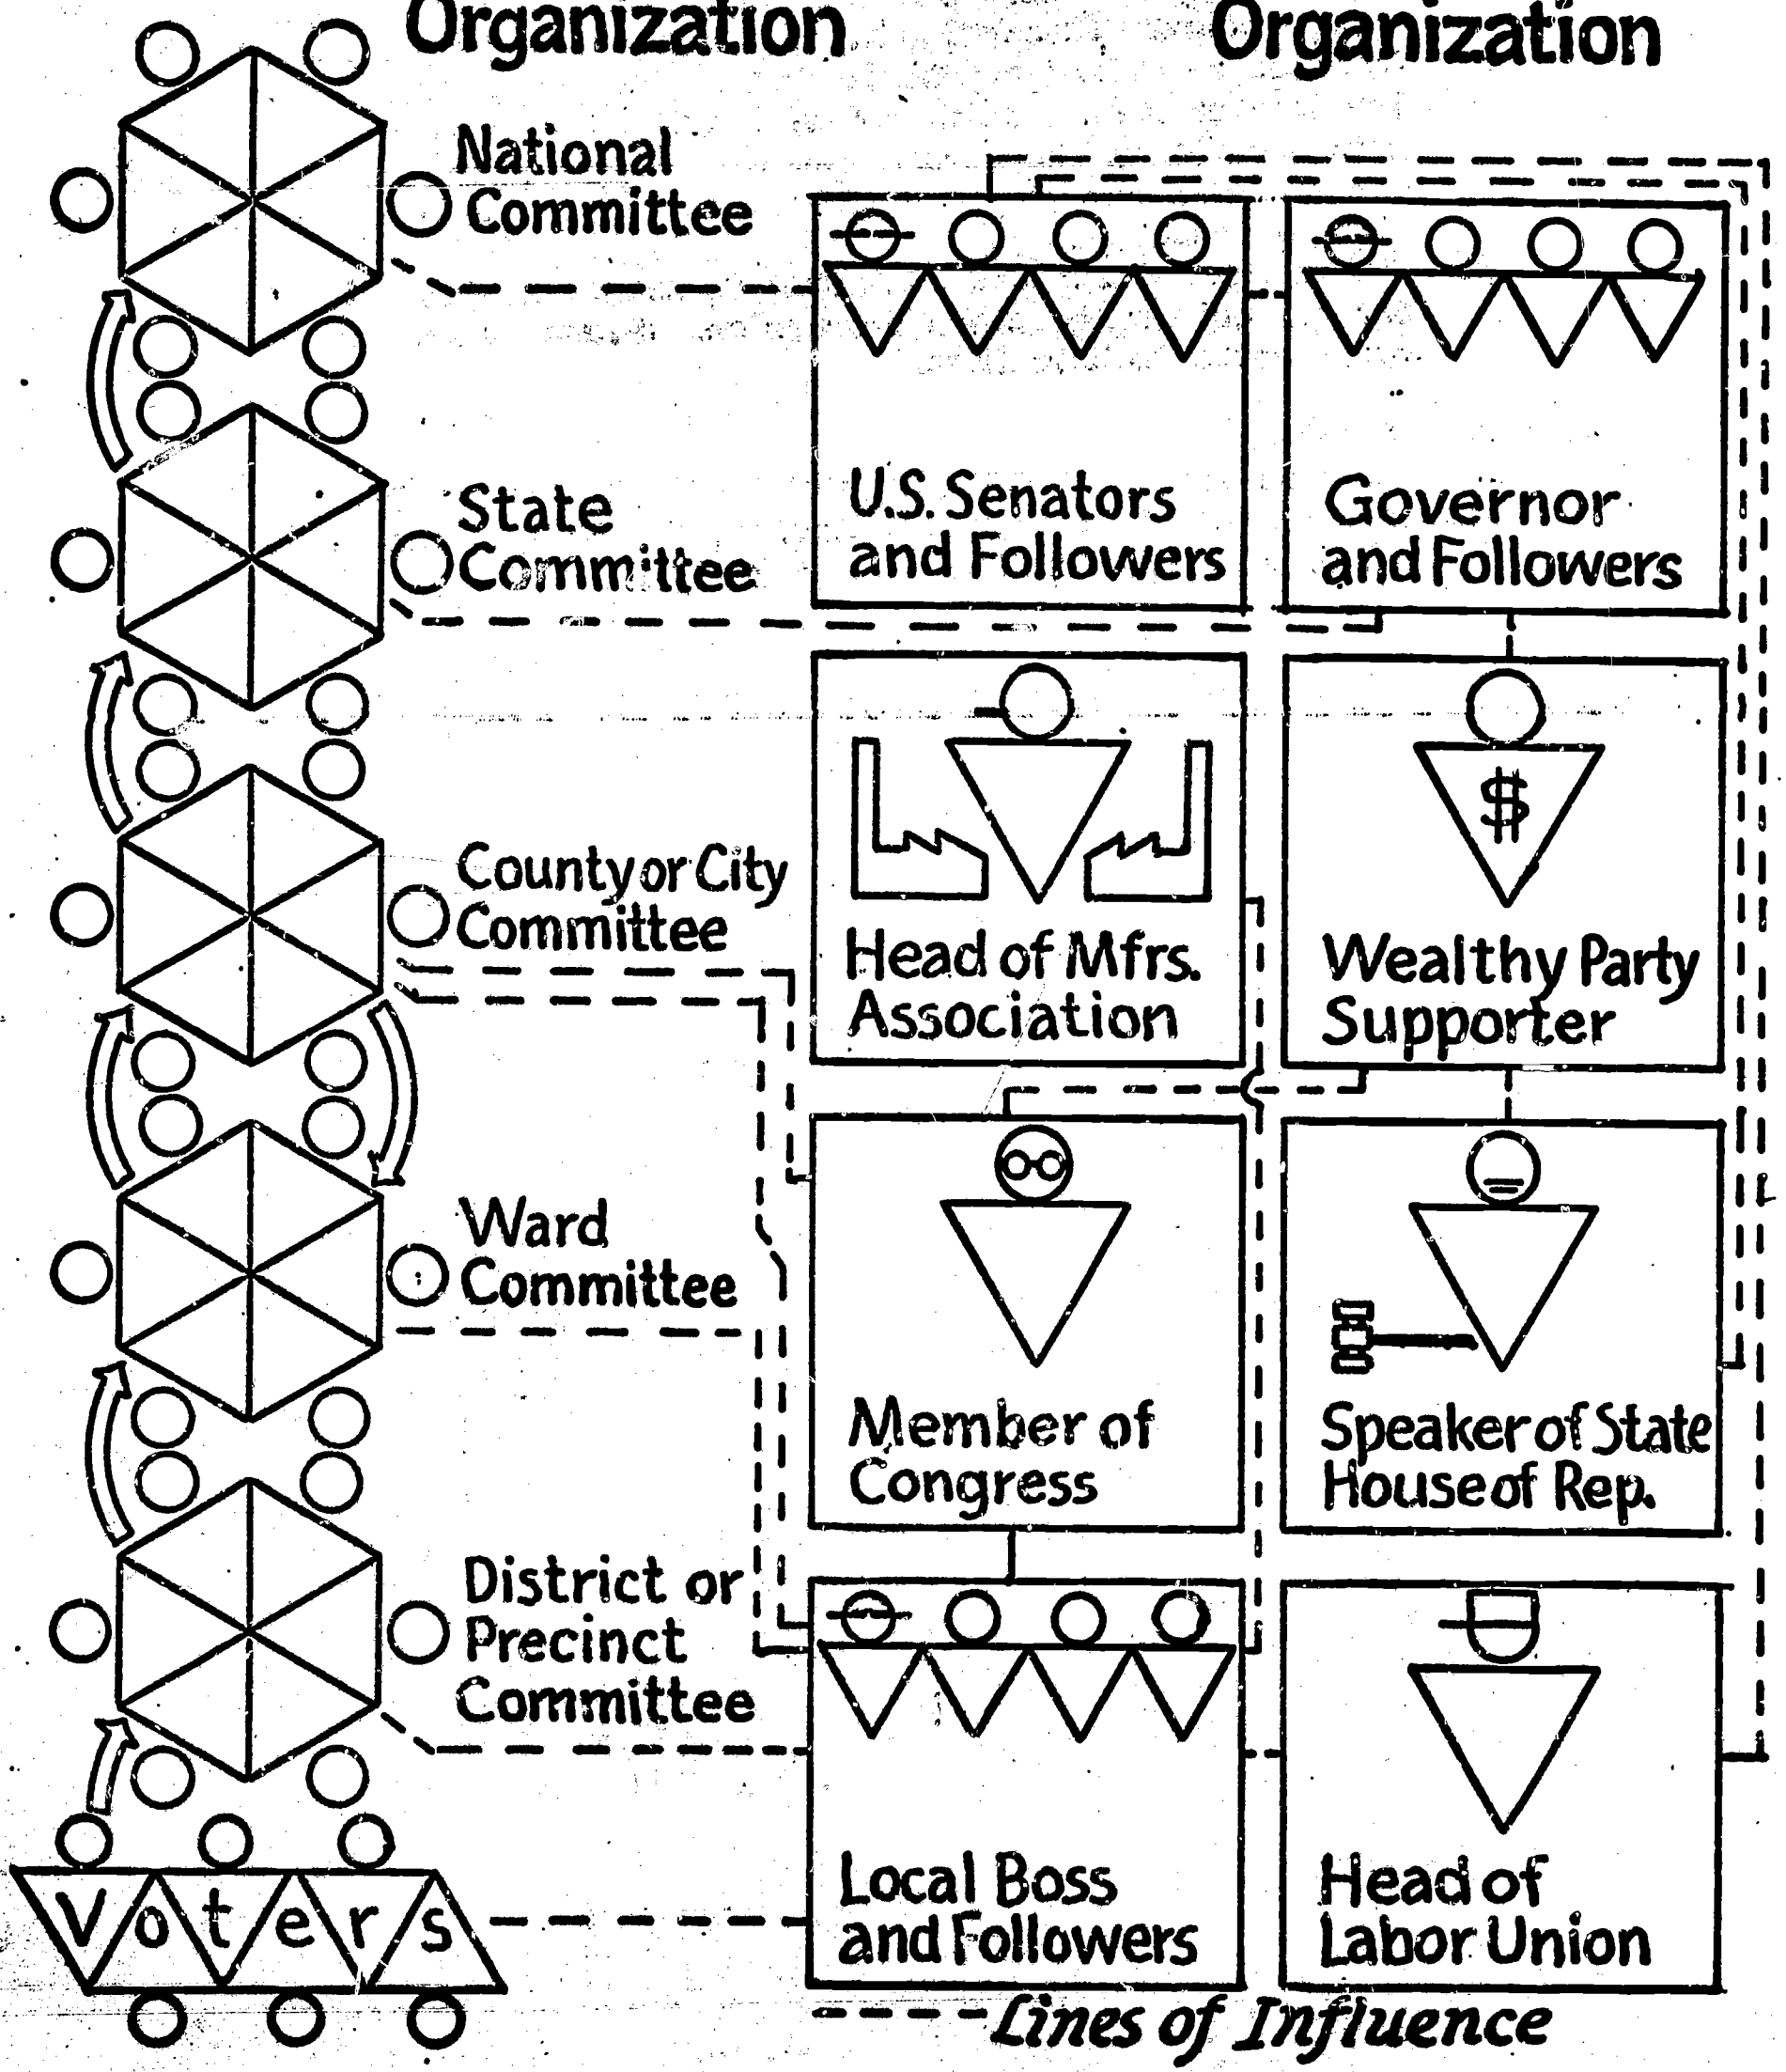 Organization
Organization
National
Committee
State
Committee
County or City
Committee
Ward
Committee
District or
Precinct
Committee
Voters
U.S. Senators
and Followers
Governor
and Followers
Head of Mfrs.
Association
$
Wealthy Party
Supporter
Member of
Congress
Speaker of State
House of Rep.
Local Boss
and Followers
Head of
Labor Union
Lines of Influence